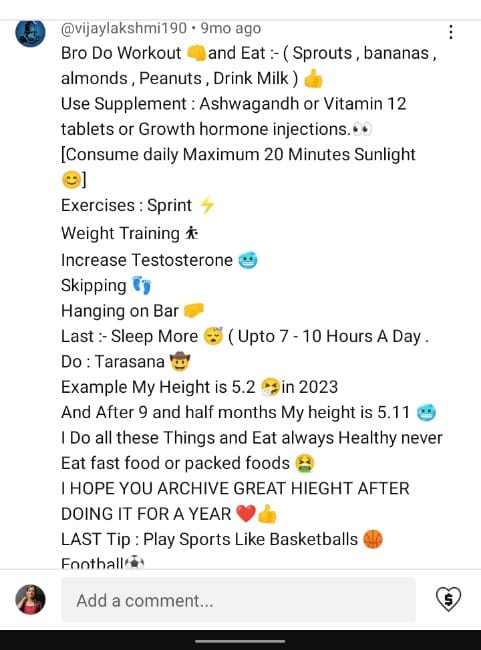 @vijaylakshmi190 • 9mo ago
Bro Do Workout 👊and Eat :- ( Sprouts , bananas ,
almonds , Peanuts , Drink Milk ) 👍
Use Supplement : Ashwagandh or Vitamin 12
tablets or Growth hormone injections.👀
[Consume daily Maximum 20 Minutes Sunlight
😊]
Exercises : Sprint ⚡
Weight Training ⛹
Increase Testosterone 🥶
Skipping 👣
Hanging on Bar 🤛
Last :- Sleep More 😴 ( Upto 7 - 10 Hours A Day .
Do : Tarasana 🤠
Example My Height is 5.2 🤧in 2023
And After 9 and half months My height is 5.11 🥶
I Do all these Things and Eat always Healthy never
Eat fast food or packed foods 🤮
I HOPE YOU ARCHIVE GREAT HIEGHT AFTER
DOING IT FOR A YEAR ❤️👍
LAST Tip : Play Sports Like Basketballs 🏀
Football⚽
Add a comment...